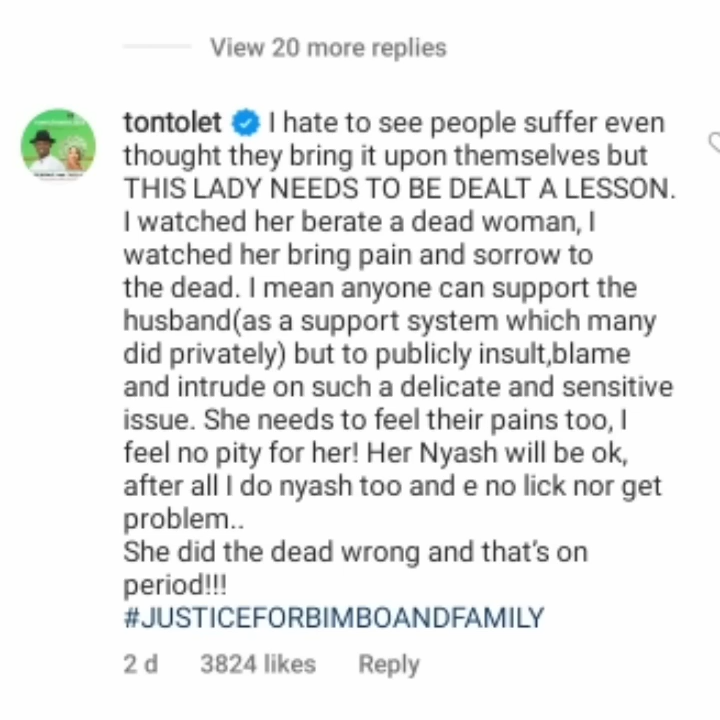 View 20 more replies
tontolet I hate to see people suffer even
thought they bring it upon themselves but
THIS LADY NEEDS TO BE DEALT A LESSON.
I watched her berate a dead woman, I
watched her bring pain and sorrow to
the dead. I mean anyone can support the
husband(as a support system which many
did privately) but to publicly insult,blame
and intrude on such a delicate and sensitive
issue. She needs to feel their pains too, I
feel no pity for her! Her Nyash will be ok,
after all I do nyash too and e no lick nor get
problem..
She did the dead wrong and that's on
period!!!
#JUSTICEFORBIMBOANDFAMILY
2 d 3824 likes Reply